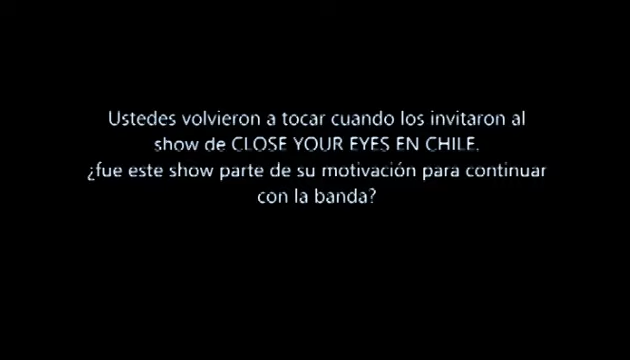 Ustedes volvieron a tocar cuando los invitaron al
show de CLOSE YOUR EYES EN CHILE.
¿fue este show parte de su motivación para continuar
con la banda?